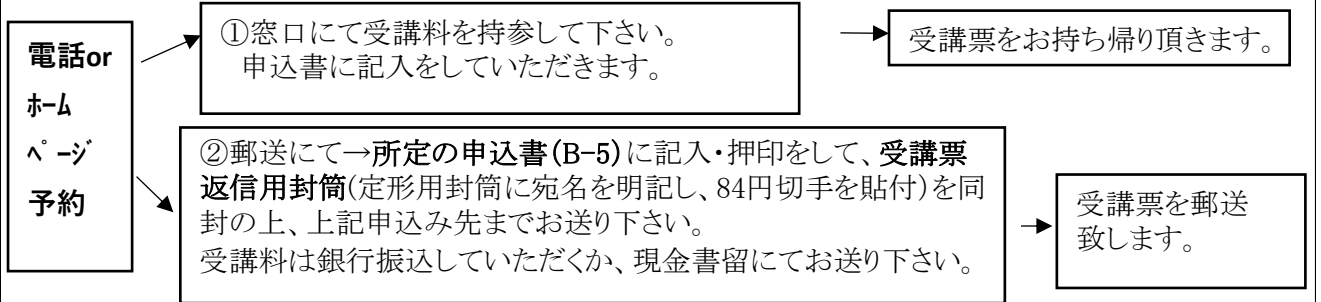 電話or
ﾎｰﾑ
ﾍﾟｰｼﾞ
予約
①窓口にて受講料を持参して下さい。
申込書に記入をしていただきます。
受講票をお持ち帰り頂きます。
②郵送にて→所定の申込書(B-5)に記入・押印をして、受講票
返信用封筒(定形用封筒に宛名を明記し、84円切手を貼付)を同
封の上、上記申込み先までお送り下さい。
受講料は銀行振込していただくか、現金書留にてお送り下さい。
受講票を郵送
致します。